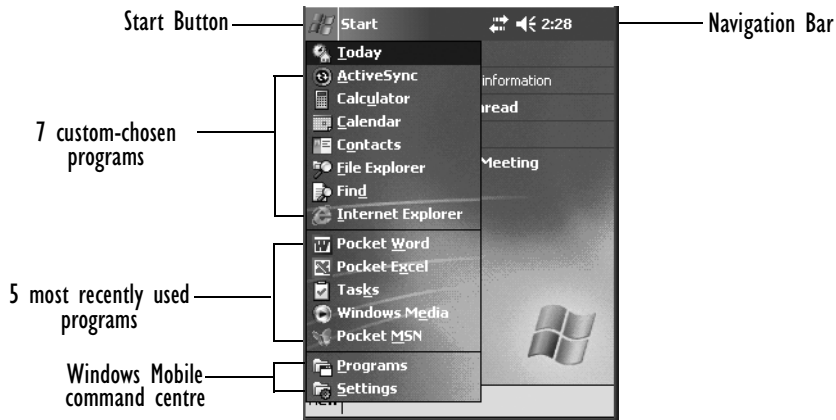 Start Button
Start
2:28
Navigation Bar
Today
ActiveSync
information
Calculator
read
Calendar
7 custom-chosen
programs
Contacts
File Explorer
Meeting
Find
Internet Explorer
Pocket Word
Pocket Excel
5 most recently used
programs
Tasks
Windows Media
Pocket MSN
Windows Mobile
command centre
Programs
Settings